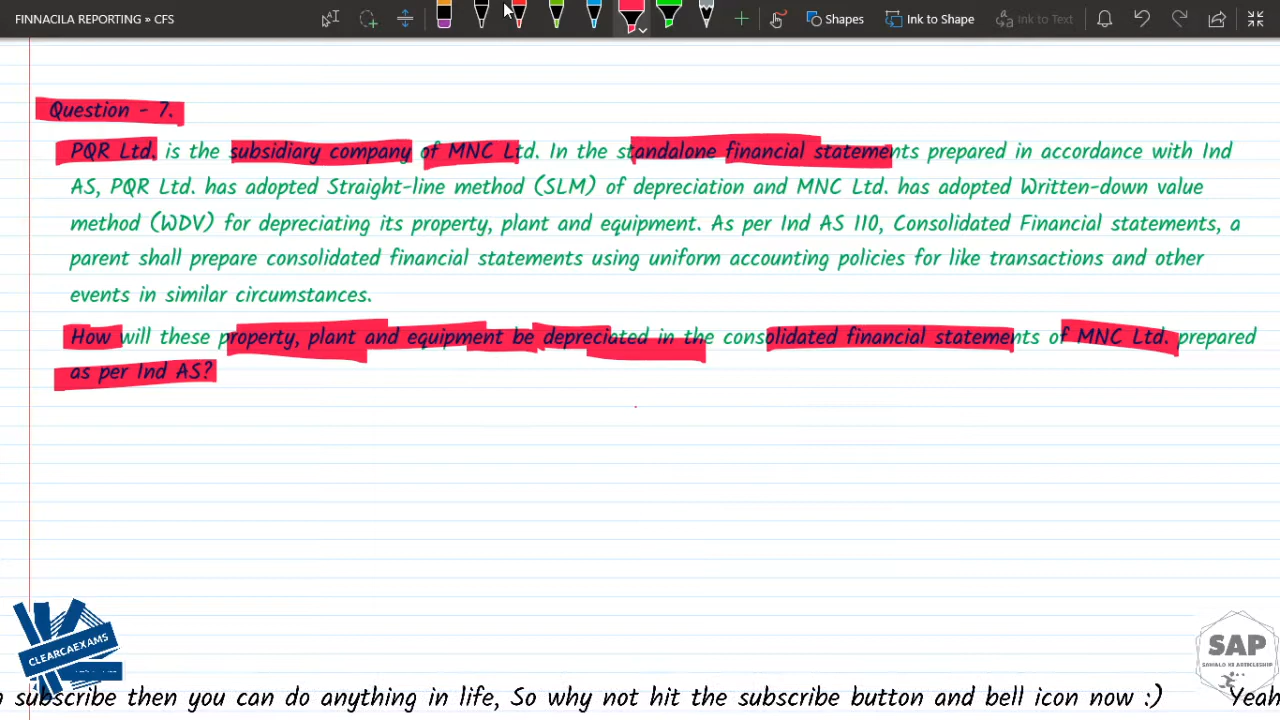 FINNACILA REPORTING » CFS
Shapes
Ink to Shape
Ink to Text
Question - 7.
PQR Ltd. is the subsidiary company of MNC Ltd. In the standalone financial statements prepared in accordance with Ind
AS, PQR Ltd. has adopted Straight-line method (SLM) of depreciation and MNC Ltd. has adopted Written-down value
method (WDV) for depreciating its property, plant and equipment. As per Ind AS 110, Consolidated Financial statements, a
parent shall prepare consolidated financial statements using uniform accounting policies for like transactions and other
events in similar circumstances.
How will these property, plant and equipment be depreciated in the consolidated financial statements of MNC Ltd. prepared
as per Ind AS?
CLEARCAEXAMS
SAP
SAWALO KE ARTICLESHIP
subscribe then you can do anything in life, So why not hit the subscribe button and bell icon now :) Yeah